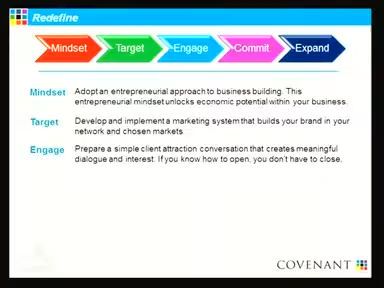 Redefine
Mindset Target Engage Commit Expand
Mindset Adopt an entrepreneurial approach to business building. This
entrepreneurial mindset unlocks economic potential within your business.
Target Develop and implement a marketing system that builds your brand in your
network and chosen markets.
Engage Prepare a simple client attraction conversation that creates meaningful
dialogue and interest. If you know how to open, you don't have to close.
COVENANT